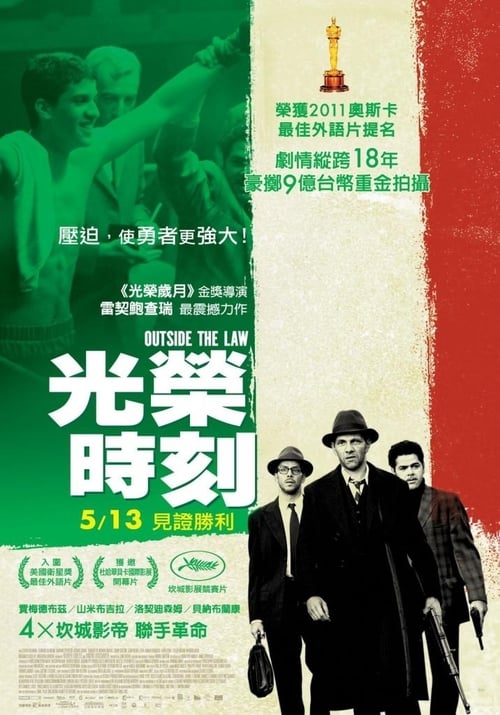 榮獲2011奧斯卡
最佳外語片提名
劇情縱跨18年
豪擲9億台幣重金拍攝
壓迫，使勇者更強大！
《光榮歲月》金獎導演
雷契鮑查瑞 最震撼力作
OUTSIDE THE LAW
光榮
時刻
5/13 見證勝利
入圍
美國衛星獎
最佳外語片
獲邀
杜哈翠貝卡國際影展
開幕片
坎城影展競賽片
賈梅德布茲／山米布吉拉／洛契迪森姆／貝納布蘭康
4×坎城影帝 聯手革命